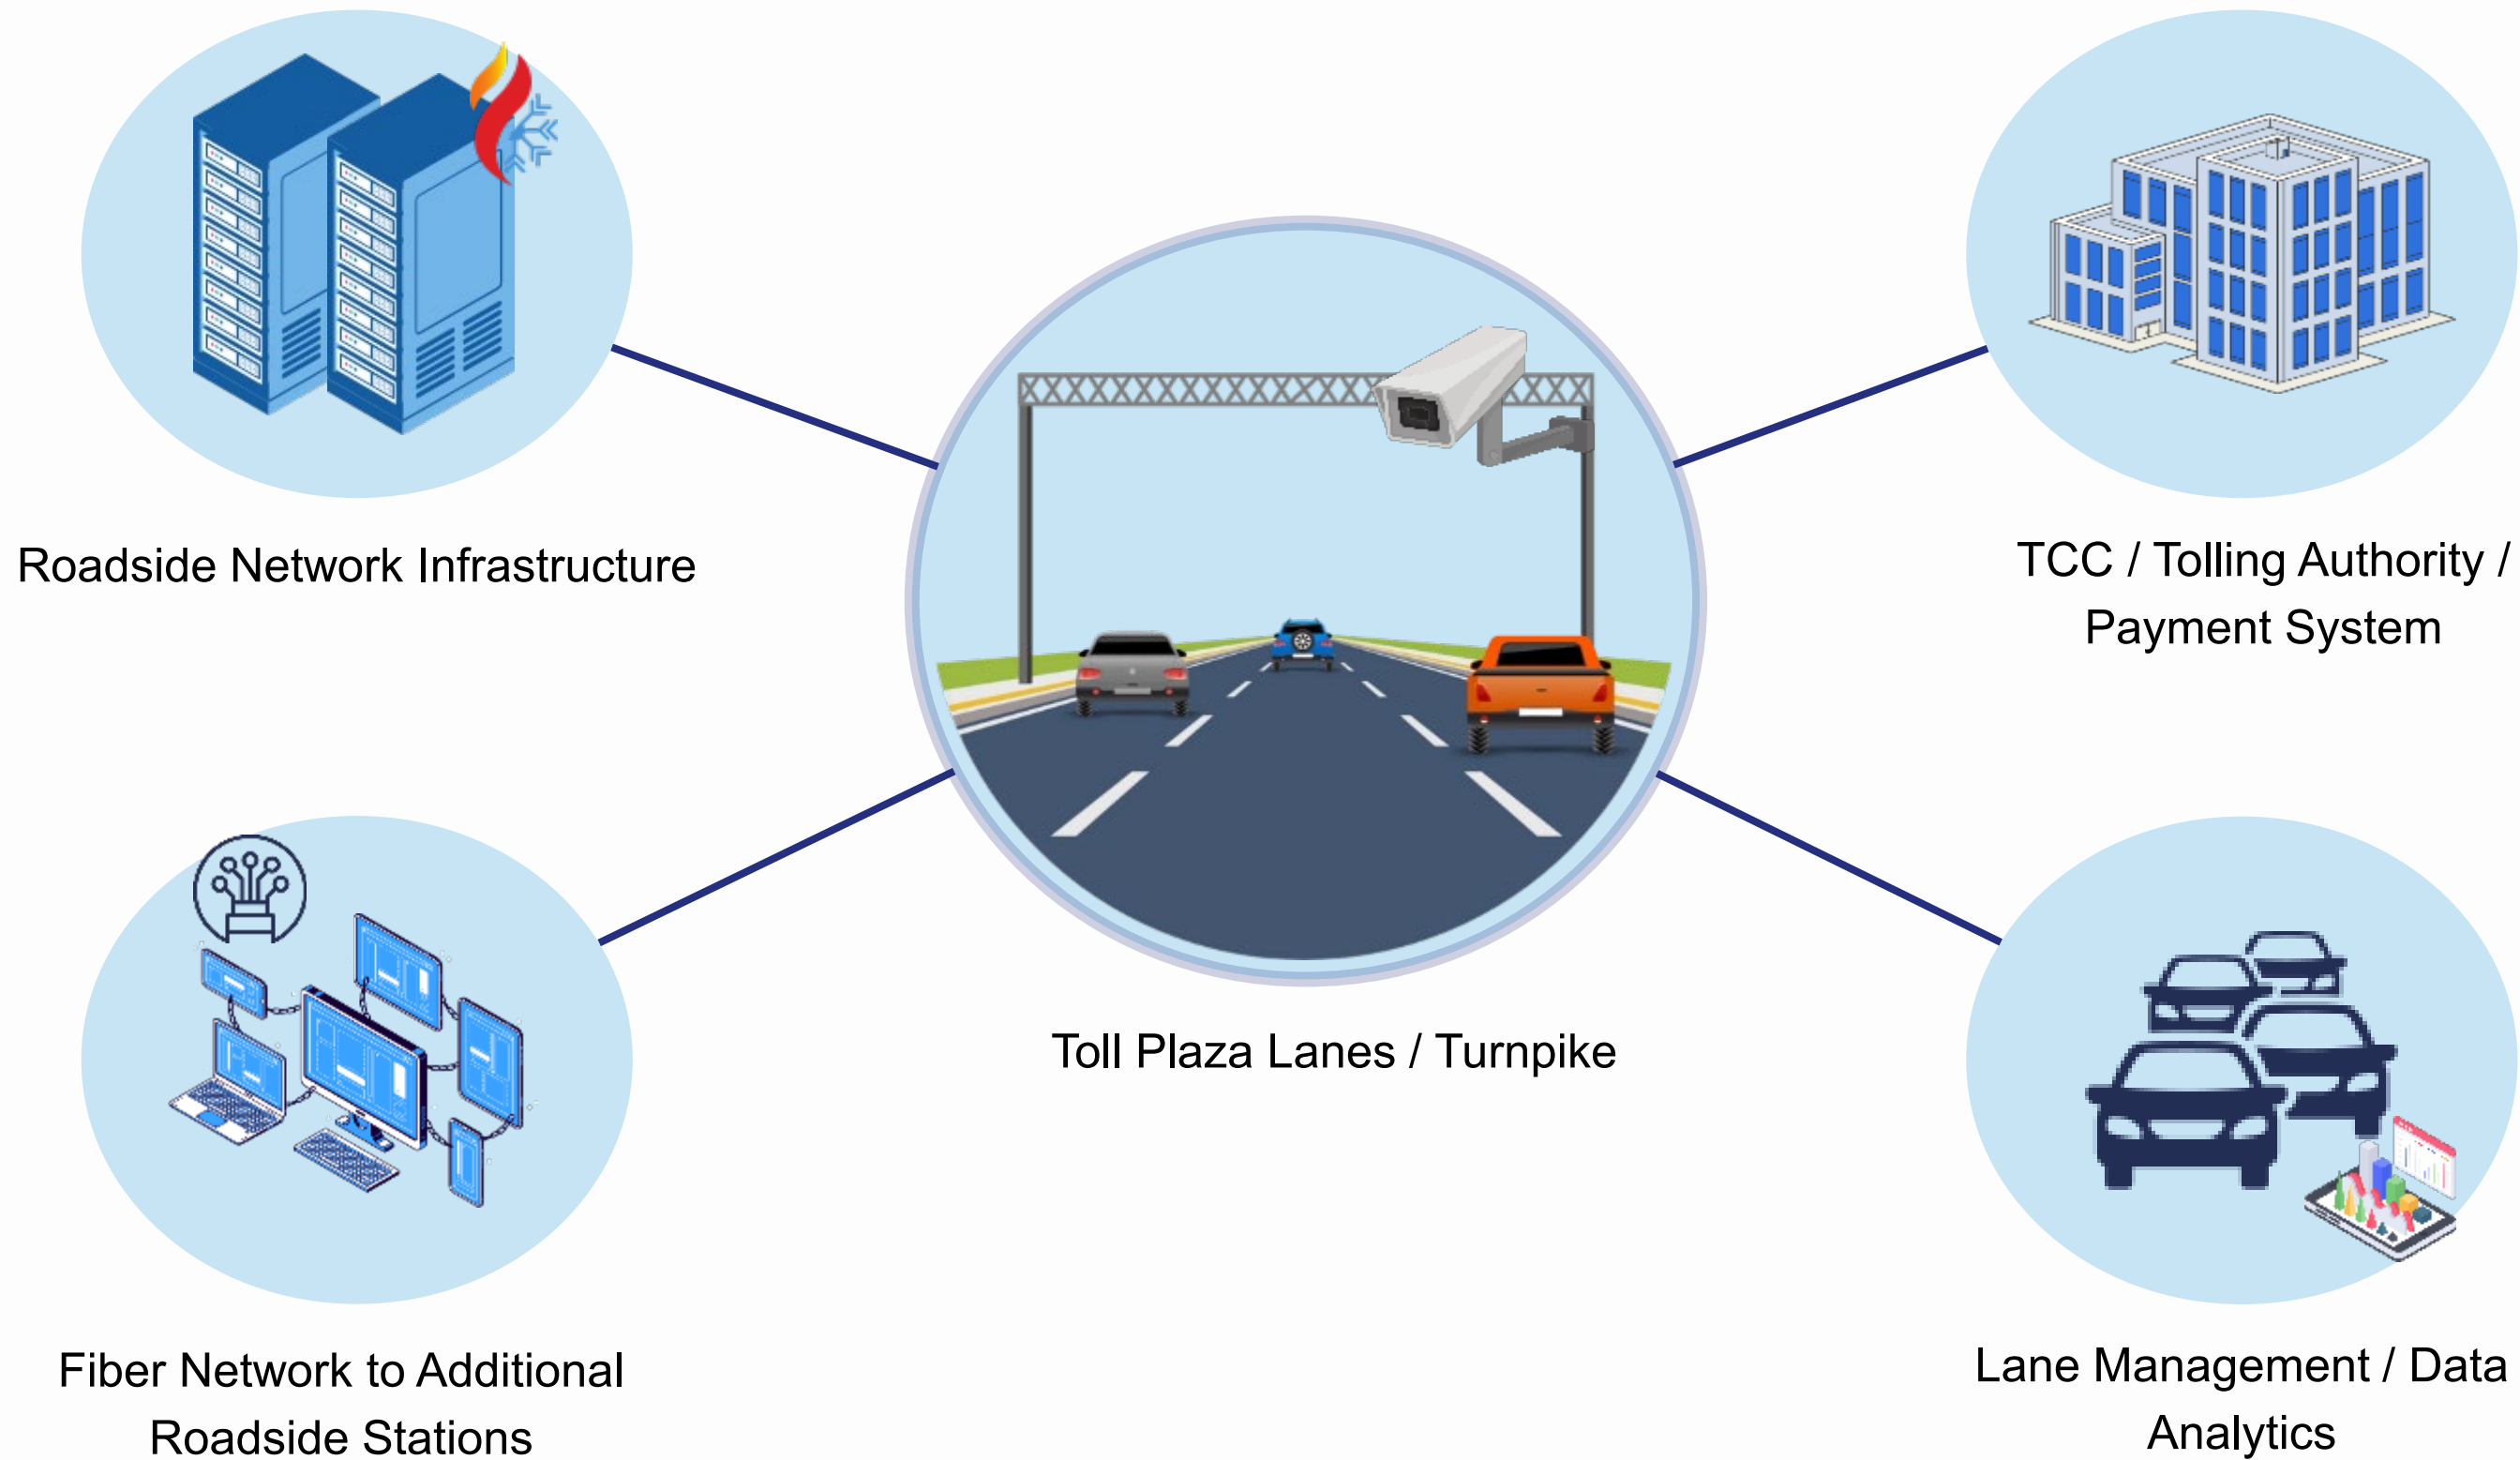 Roadside Network Infrastructure
TCC / Tolling Authority /
Payment System
Toll Plaza Lanes / Turnpike
Fiber Network to Additional
Roadside Stations
Lane Management / Data
Analytics